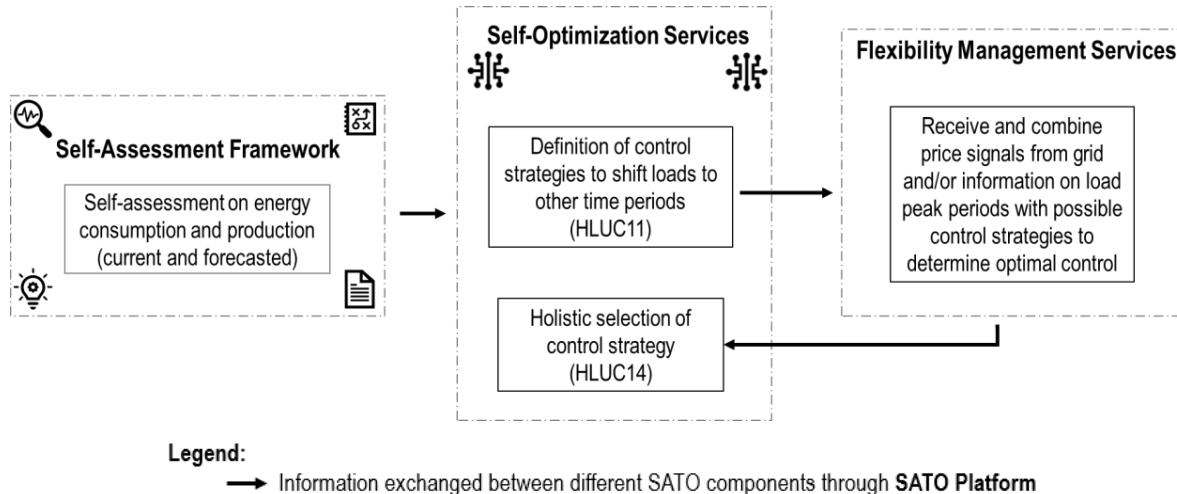 Self-Assessment Framework
Self-assessment on energy
consumption and production
(current and forecasted)
Self-Optimization Services
Definition of control
strategies to shift loads to
other time periods
(HLUC11)
Holistic selection of
control strategy
(HLUC14)
Flexibility Management Services
Receive and combine
price signals from grid
and/or information on load
peak periods with possible
control strategies to
determine optimal control
Legend:
Information exchanged between different SATO components through SATO Platform